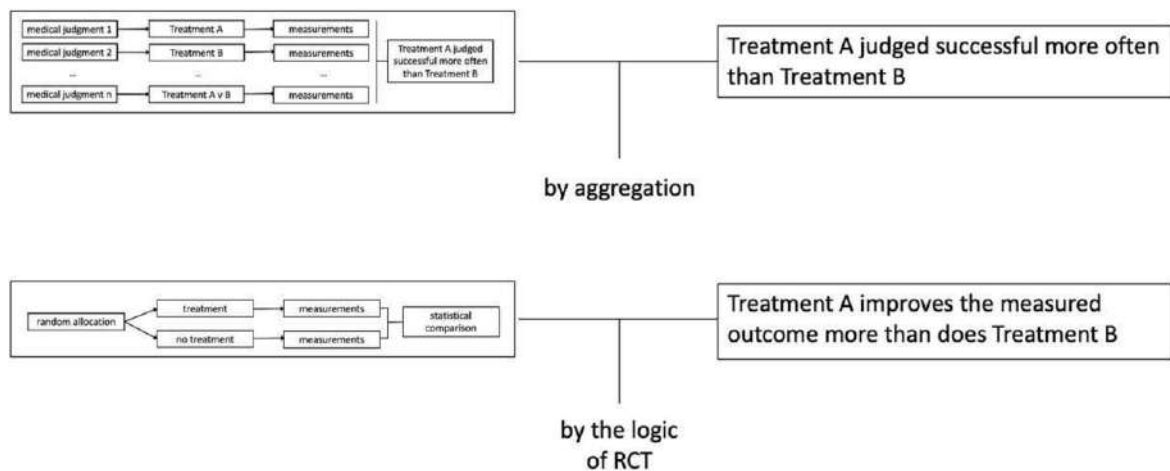 medical judgment 1
Treatment A
measurements
medical judgment 2
Treatment B
measurements
...
...
...
medical judgment n
Treatment A v B
measurements
Treatment A judged
successful more often
than Treatment B
Treatment A judged successful more often
than Treatment B
by aggregation
random allocation
treatment
measurements
no treatment
measurements
statistical
comparison
Treatment A improves the measured
outcome more than does Treatment B
by the logic
of RCT